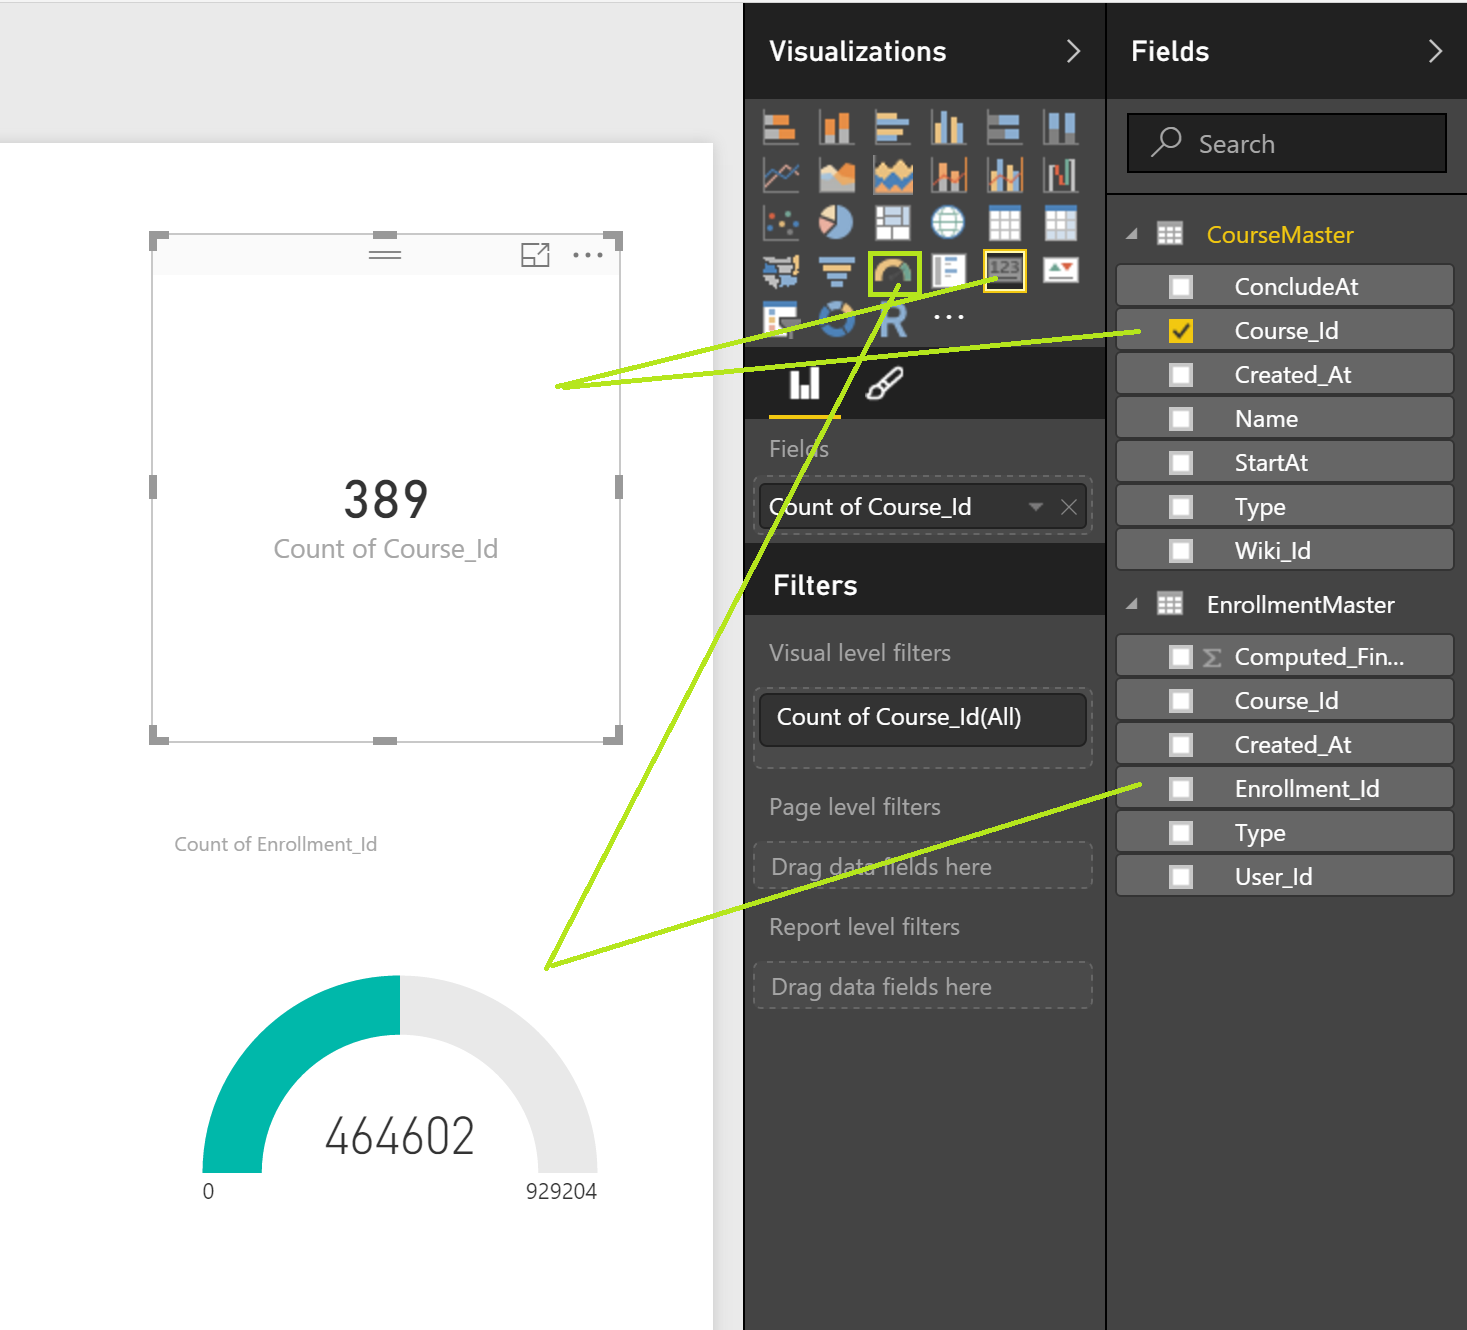 Visualizations
Fields
Search
123
R
...
Fields
Count of Course_Id
Filters
Visual level filters
Count of Course_Id(All)
Page level filters
Drag data fields here
Report level filters
Drag data fields here
CourseMaster
ConcludeAt
Course_Id
Created_At
Name
StartAt
Type
Wiki_Id
EnrollmentMaster
Σ Computed_Fin...
Course_Id
Created_At
Enrollment_Id
Type
User_Id
389
Count of Course_Id
Count of Enrollment_Id
464602
0
929204